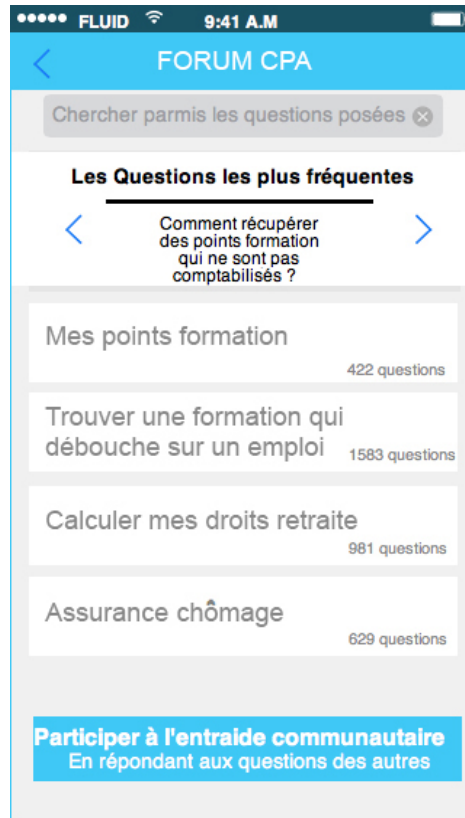 FLUID 9:41 A.M
FORUM CPA
Chercher parmis les questions posées
Les Questions les plus fréquentes
Comment récupérer
des points formation
qui ne sont pas
comptabilisés ?
Mes points formation
422 questions
Trouver une formation qui
débouche sur un emploi
1583 questions
Calculer mes droits retraite
981 questions
Assurance chômage
629 questions
Participer à l'entraide communautaire
En répondant aux questions des autres